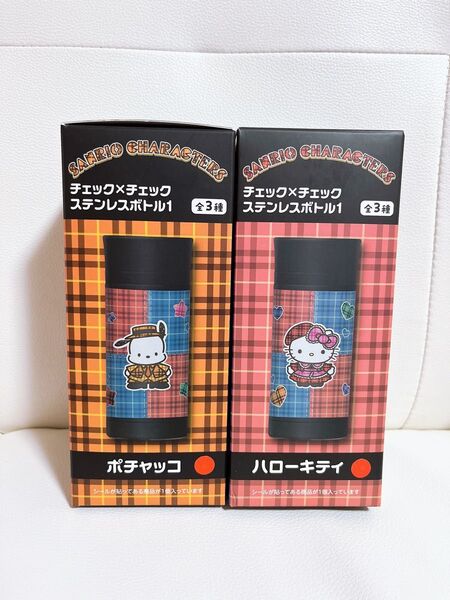 SANRIO CHARACTERS
チェック×チェック
ステンレスボトル1
全3種
ポチャッコ
シールが貼ってある商品が1個入っています
SANRIO CHARACTERS
チェック×チェック
ステンレスボトル1
全3種
ハローキティ
シールが貼ってある商品が1個入っています